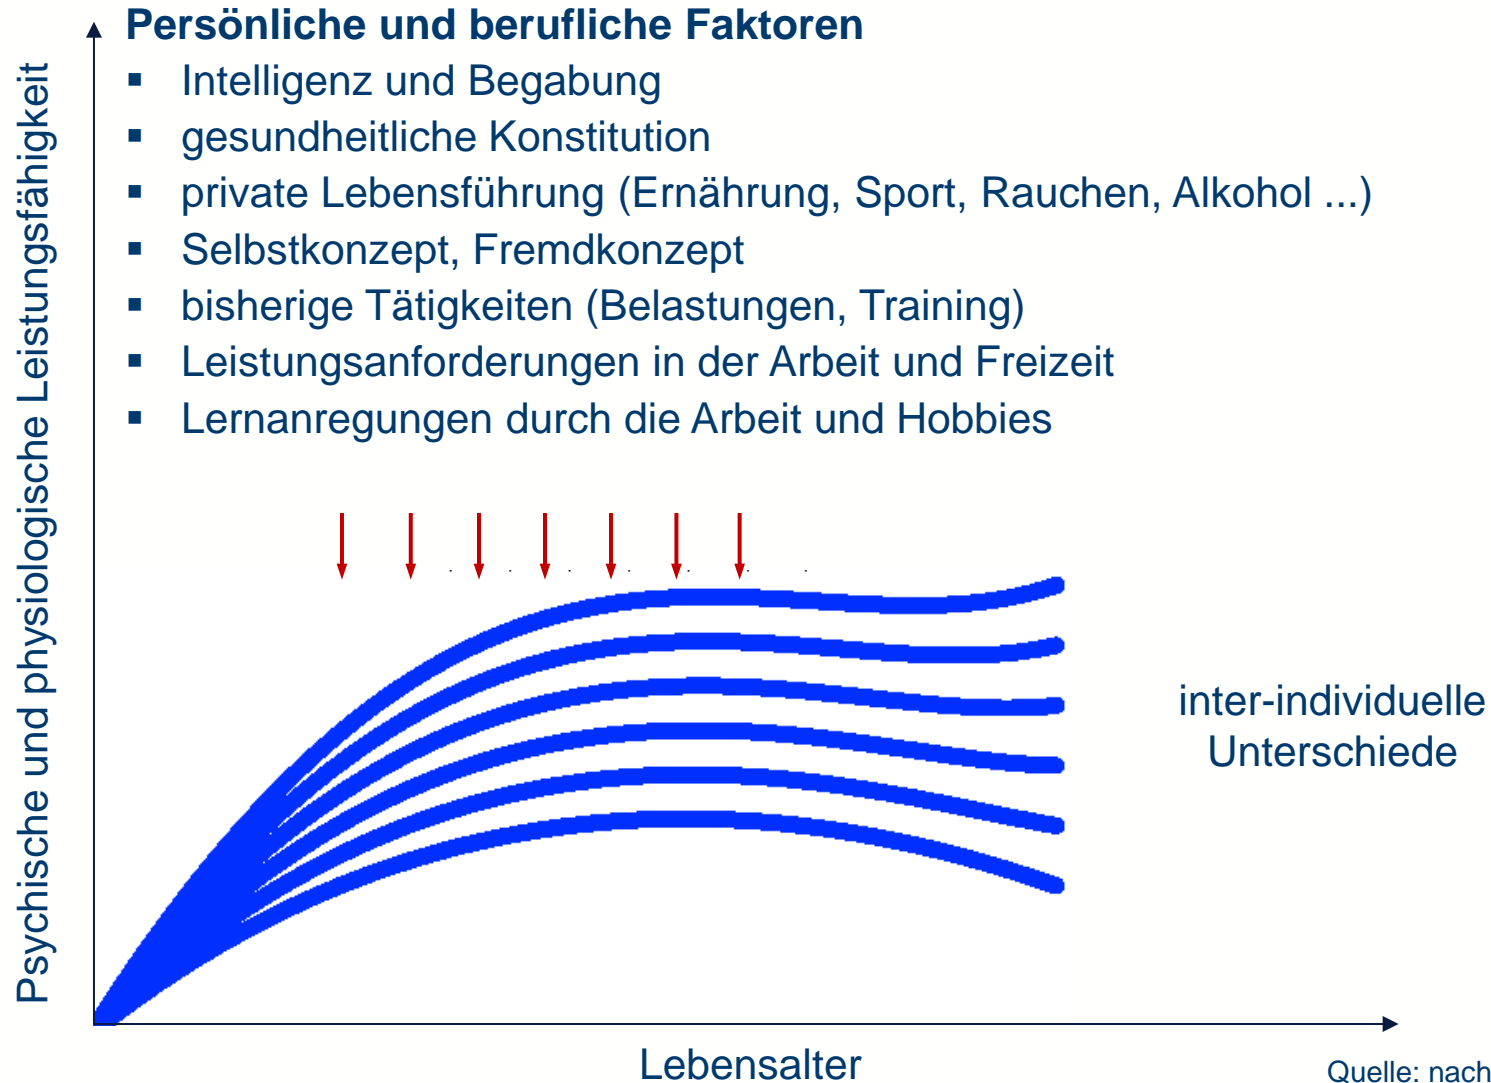 Persönliche und berufliche Faktoren
▪ Intelligenz und Begabung
▪ gesundheitliche Konstitution
▪ private Lebensführung (Ernährung, Sport, Rauchen, Alkohol ...)
▪ Selbstkonzept, Fremdkonzept
▪ bisherige Tätigkeiten (Belastungen, Training)
▪ Leistungsanforderungen in der Arbeit und Freizeit
▪ Lernanregungen durch die Arbeit und Hobbies
Psychische und physiologische Leistungsfähigkeit
inter-individuelle
Unterschiede
Lebensalter
Quelle: nach